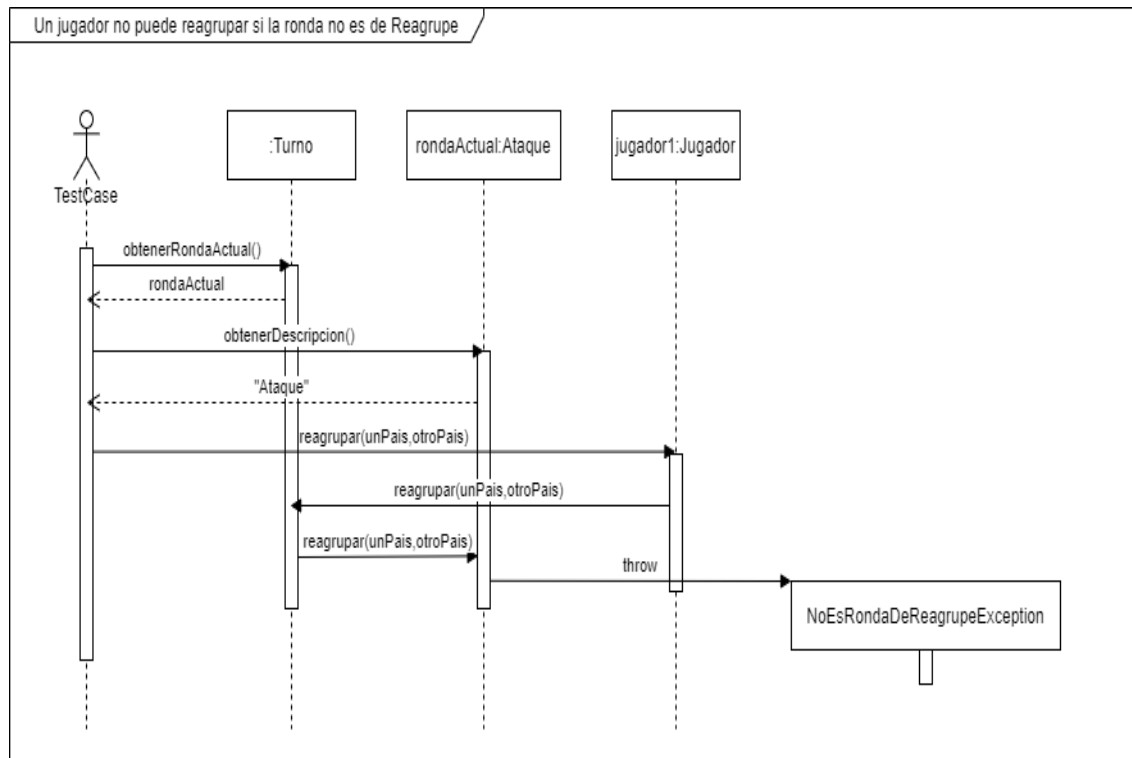 Un jugador no puede reagrupar si la ronda no es de Reagrupe
:Turno
rondaActual:Ataque
jugador1:Jugador
TestCase
obtenerRondaActual()
rondaActual
obtenerDescripcion()
"Ataque"
reagrupar(unPais,otroPais)
reagrupar(unPais,otroPais)
reagrupar(unPais,otroPais)
throw
NoEsRondaDeReagrupeException